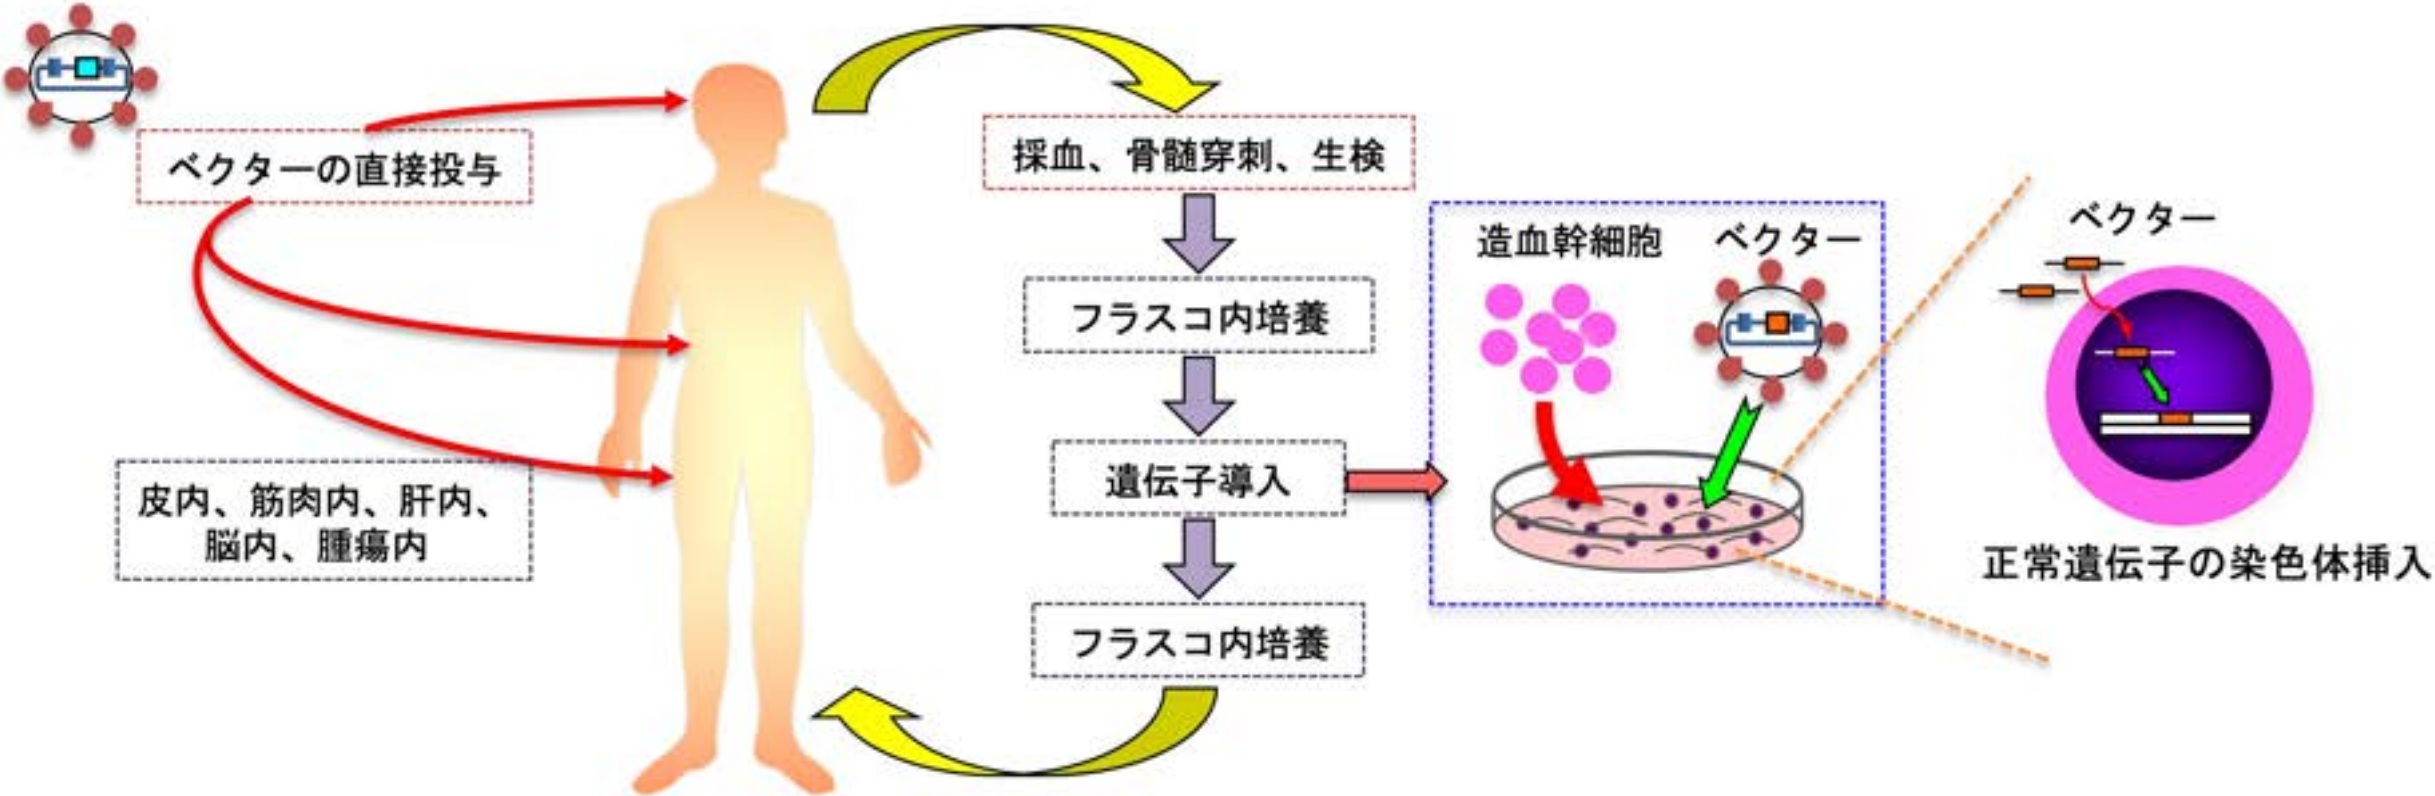 ベクターの直接投与
皮内、筋肉内、肝内、
脳内、腫瘍内
採血、骨髄穿刺、生検
フラスコ内培養
遺伝子導入
フラスコ内培養
造血幹細胞
ベクター
ベクター
正常遺伝子の染色体挿入